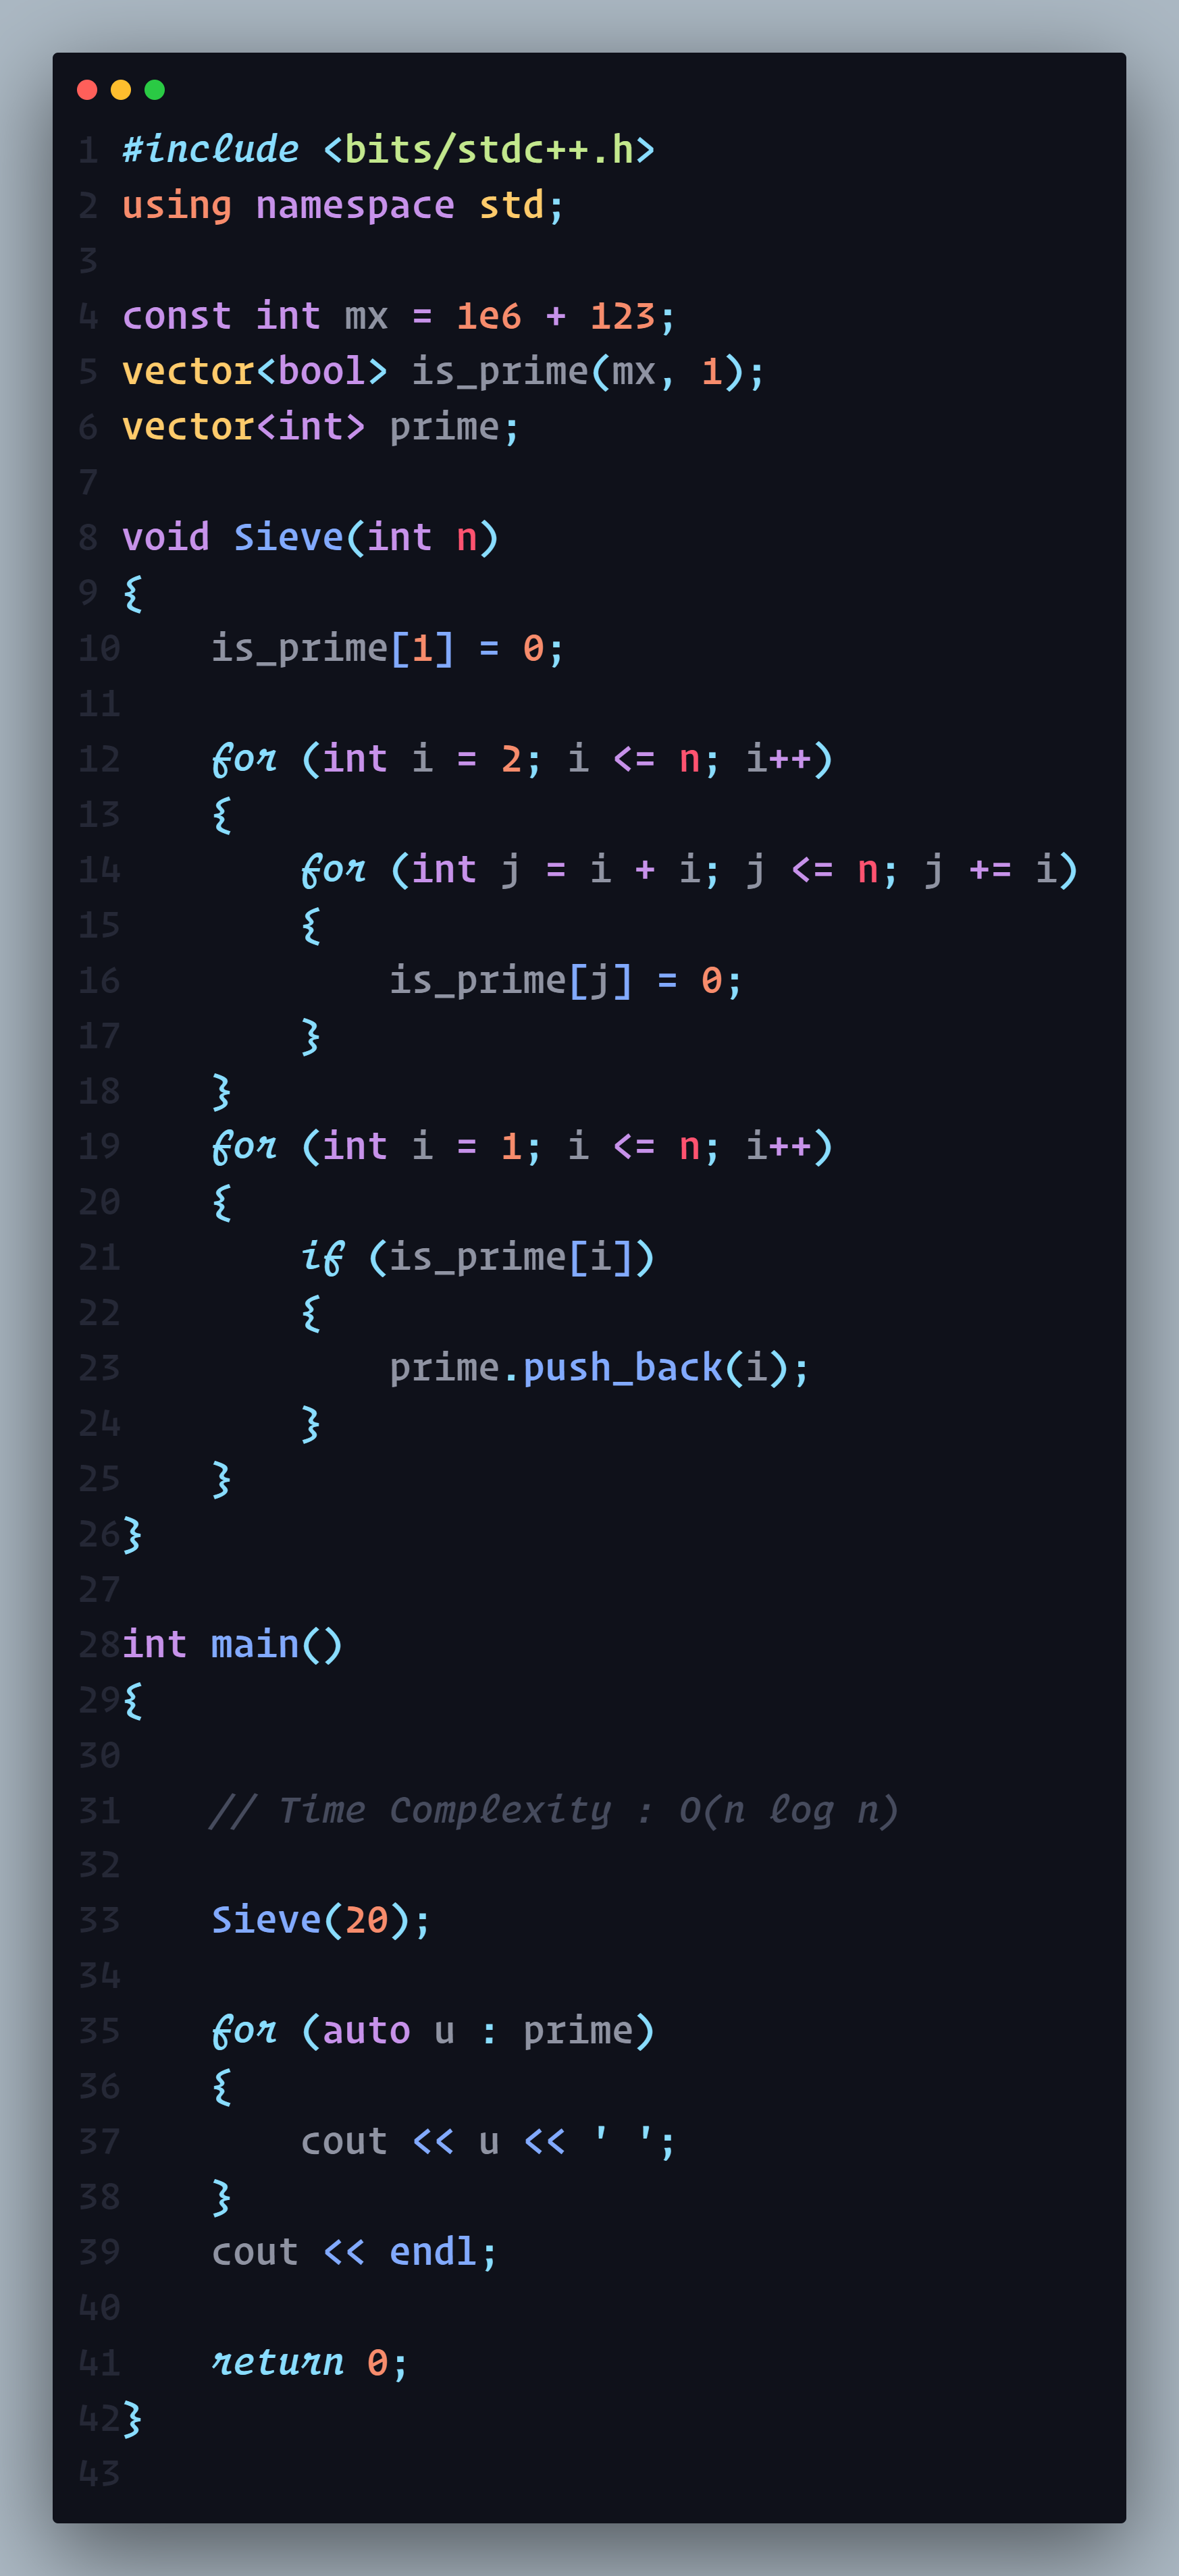 1 #include <bits/stdc++.h>
2 using namespace std;
3
4 const int mx = 1e6 + 123;
5 vector<bool> is_prime(mx, 1);
6 vector<int> prime;
7
8 void Sieve(int n)
9 {
10     is_prime[1] = 0;
11
12     for (int i = 2; i <= n; i++)
13     {
14         for (int j = i + i; j <= n; j += i)
15         {
16             is_prime[j] = 0;
17         }
18     }
19     for (int i = 1; i <= n; i++)
20     {
21         if (is_prime[i])
22         {
23             prime.push_back(i);
24         }
25     }
26 }
27
28 int main()
29 {
30
31     // Time Complexity : O(n log n)
32
33     Sieve(20);
34
35     for (auto u : prime)
36     {
37         cout << u << ' ';
38     }
39     cout << endl;
40
41     return 0;
42 }
43